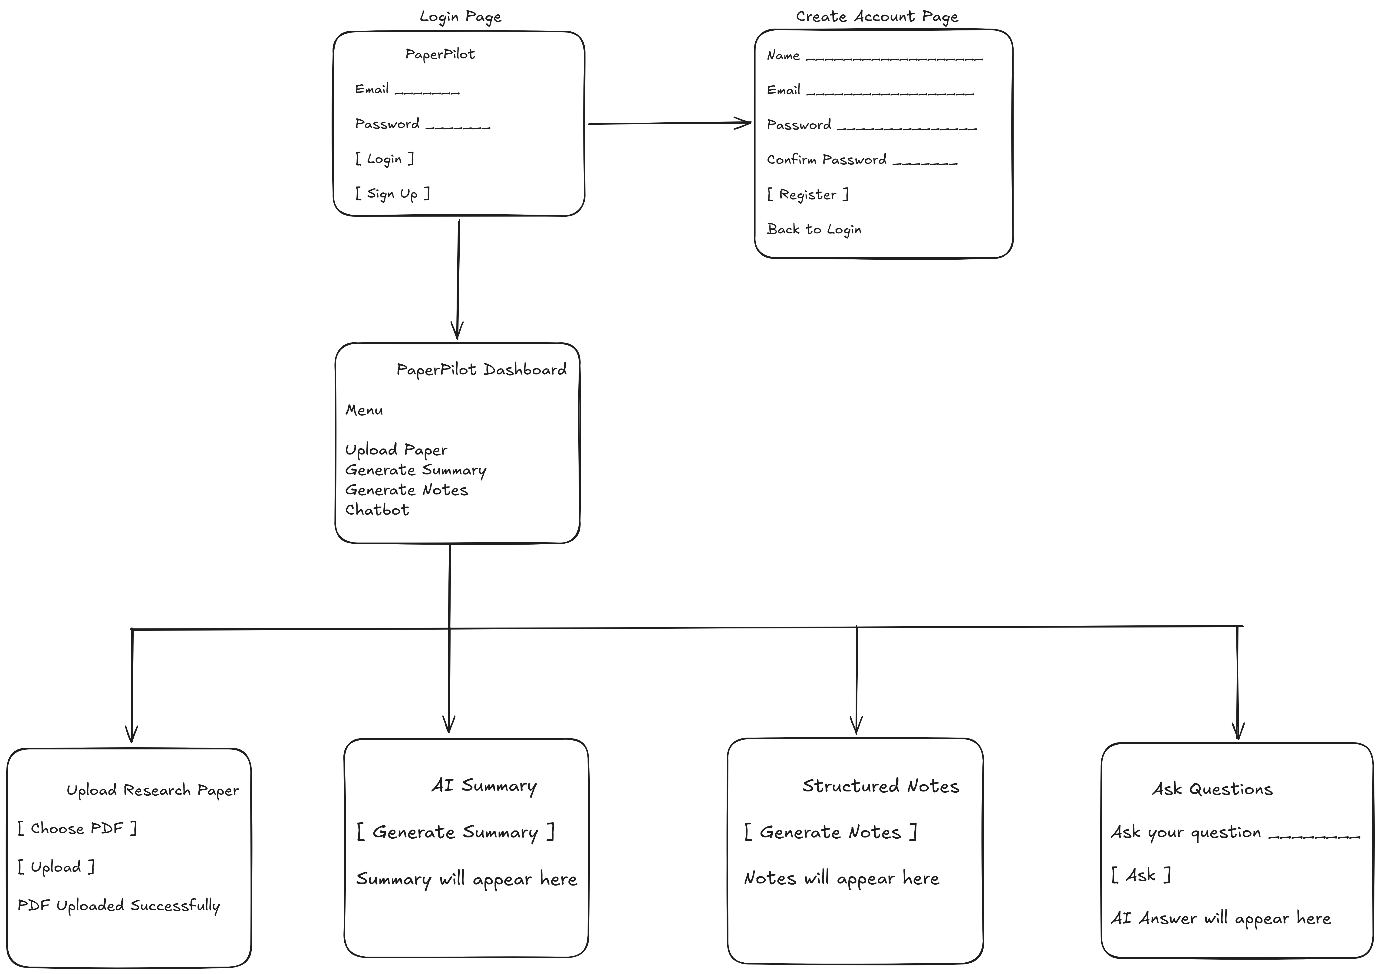 Login Page
PaperPilot
Email _______
Password _______
[ Login ]
[ Sign Up ]
Create Account Page
Name ___________________
Email __________________
Password _______________
Confirm Password _______
[ Register ]
Back to Login
PaperPilot Dashboard
Menu
Upload Paper
Generate Summary
Generate Notes
Chatbot
Upload Research Paper
[ Choose PDF ]
[ Upload ]
PDF Uploaded Successfully
AI Summary
[ Generate Summary ]
Summary will appear here
Structured Notes
[ Generate Notes ]
Notes will appear here
Ask Questions
Ask your question ________
[ Ask ]
AI Answer will appear here